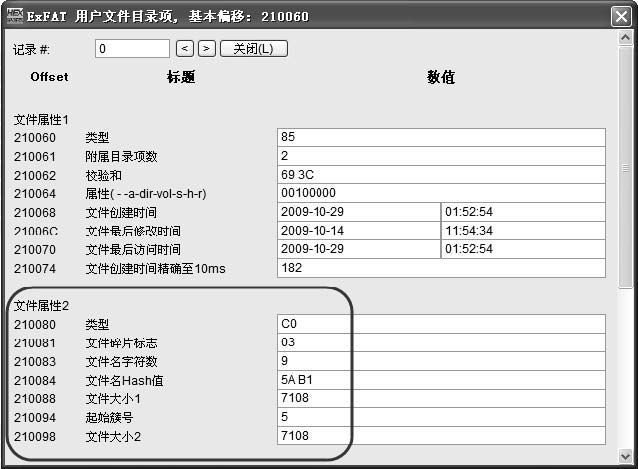 ExFAT 用户文件目录项, 基本偏移: 210060
记录 #: 0 < > 关闭(L)
Offset 标题 数值
文件属性1
210060 类型 85
210061 附属目录项数 2
210062 校验和 69 3C
210064 属性( - -a-dir-vol-s-h-r) 00100000
210068 文件创建时间 2009-10-29 01:52:54
21006C 文件最后修改时间 2009-10-14 11:54:34
210070 文件最后访问时间 2009-10-29 01:52:54
210074 文件创建时间精确至10ms 182
文件属性2
210080 类型 C0
210081 文件碎片标志 03
210083 文件名字符数 9
210084 文件名Hash值 5A B1
210088 文件大小1 7108
210094 起始簇号 5
210098 文件大小2 7108